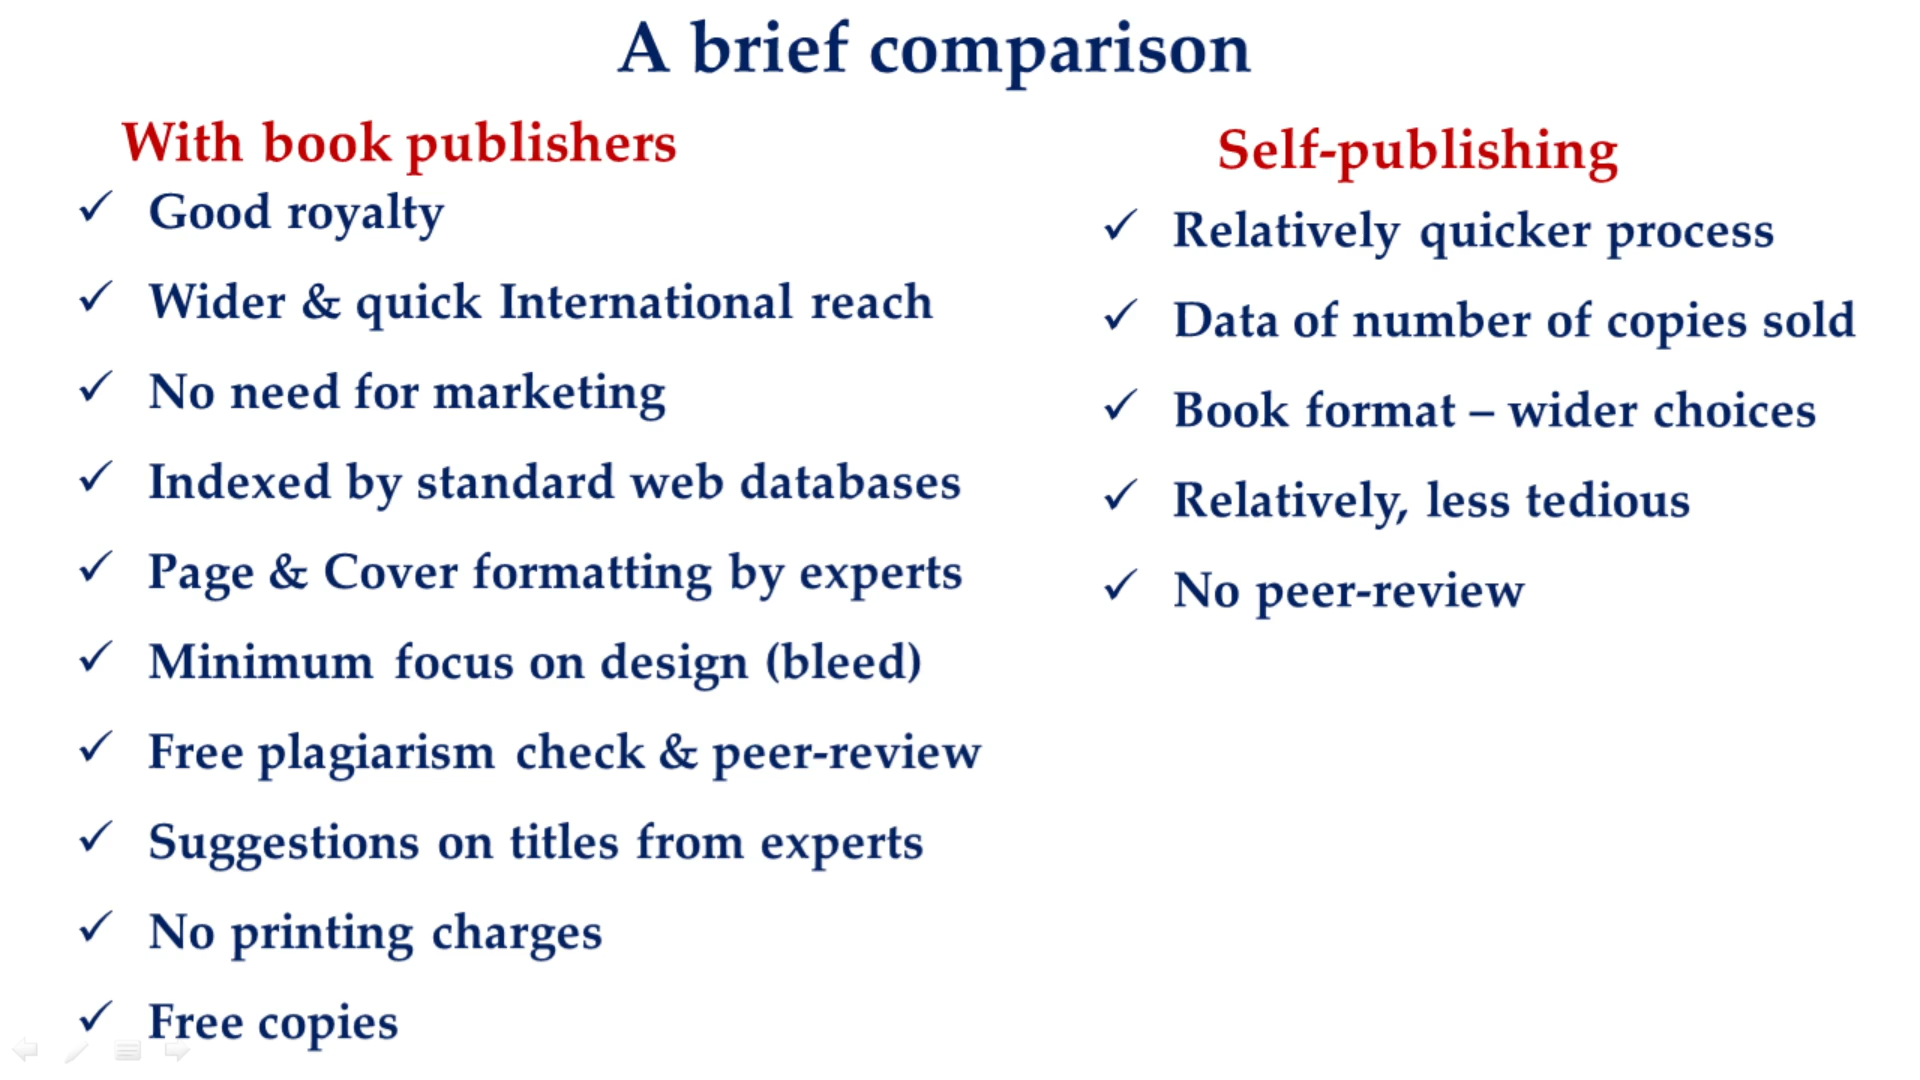 A brief comparison
With book publishers
✓ Good royalty
✓ Wider & quick International reach
✓ No need for marketing
✓ Indexed by standard web databases
✓ Page & Cover formatting by experts
✓ Minimum focus on design (bleed)
✓ Free plagiarism check & peer-review
✓ Suggestions on titles from experts
✓ No printing charges
✓ Free copies
Self-publishing
✓ Relatively quicker process
✓ Data of number of copies sold
✓ Book format – wider choices
✓ Relatively, less tedious
✓ No peer-review